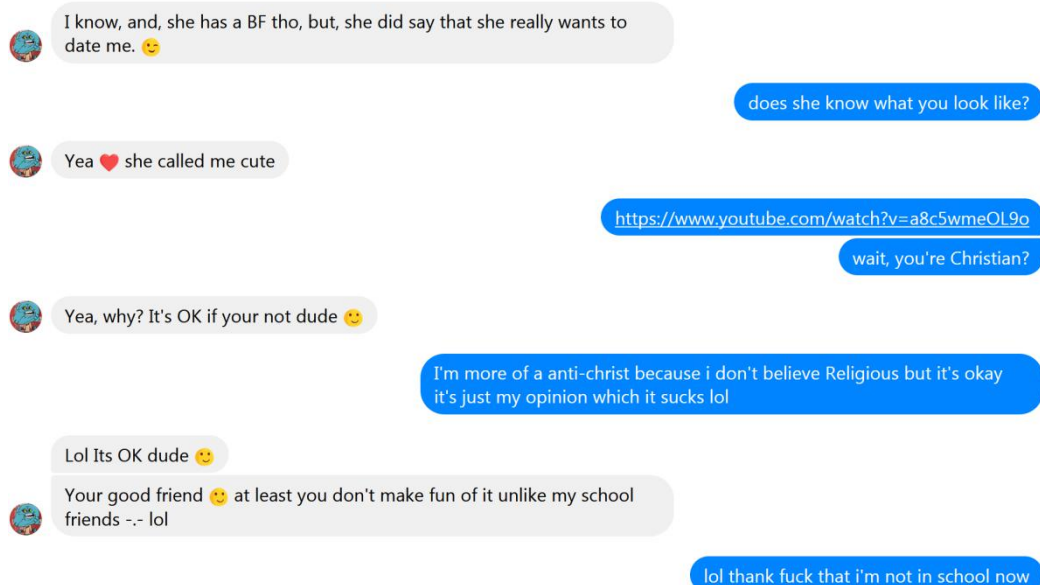 I know, and, she has a BF tho, but, she did say that she really wants to
date me. 😉
does she know what you look like?
Yea ❤️ she called me cute
https://www.youtube.com/watch?v=a8c5wmeOL9o
wait, you're Christian?
Yea, why? It's OK if your not dude 🙂
I'm more of a anti-christ because i don't believe Religious but it's okay
it's just my opinion which it sucks lol
Lol Its OK dude 🙂
Your good friend 🙂 at least you don't make fun of it unlike my school
friends -.- lol
lol thank fuck that i'm not in school now